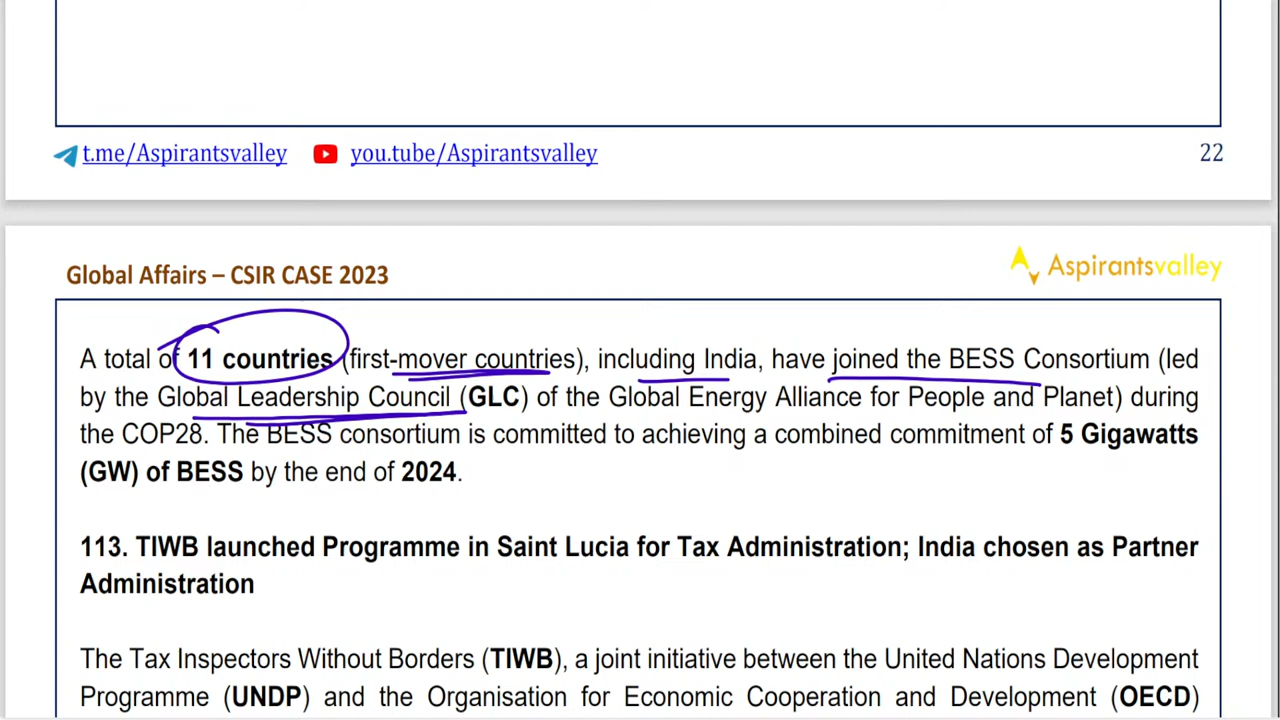 t.me/Aspirantsvalley you.tube/Aspirantsvalley 22
Global Affairs – CSIR CASE 2023 Aspirantsvalley
A total of 11 countries (first-mover countries), including India, have joined the BESS Consortium (led
by the Global Leadership Council (GLC) of the Global Energy Alliance for People and Planet) during
the COP28. The BESS consortium is committed to achieving a combined commitment of 5 Gigawatts
(GW) of BESS by the end of 2024.
113. TIWB launched Programme in Saint Lucia for Tax Administration; India chosen as Partner
Administration
The Tax Inspectors Without Borders (TIWB), a joint initiative between the United Nations Development
Programme (UNDP) and the Organisation for Economic Cooperation and Development (OECD)